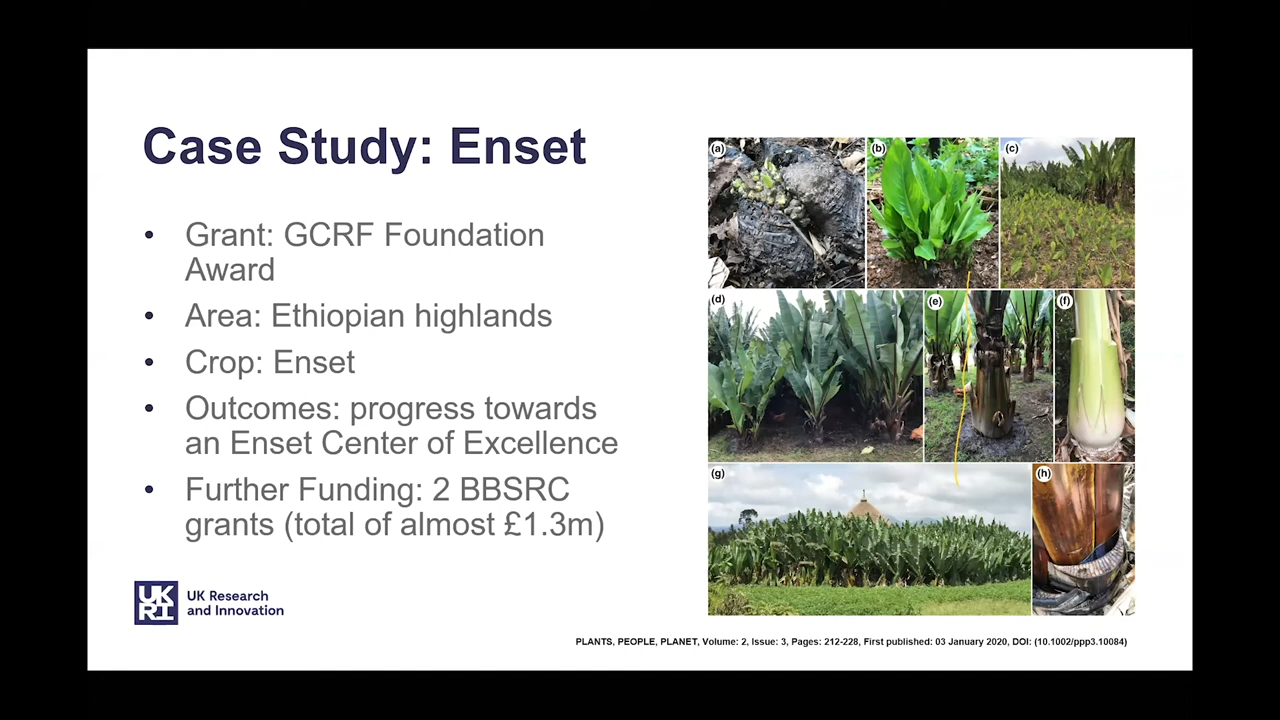 Case Study: Enset
• Grant: GCRF Foundation
Award
• Area: Ethiopian highlands
• Crop: Enset
• Outcomes: progress towards
an Enset Center of Excellence
• Further Funding: 2 BBSRC
grants (total of almost £1.3m)
UK
RI
UK Research
and Innovation
(a)
(b)
(c)
(d)
(e)
(f)
(g)
(h)
PLANTS, PEOPLE, PLANET, Volume: 2, Issue: 3, Pages: 212-228, First published: 03 January 2020, DOI: (10.1002/ppp3.10084)